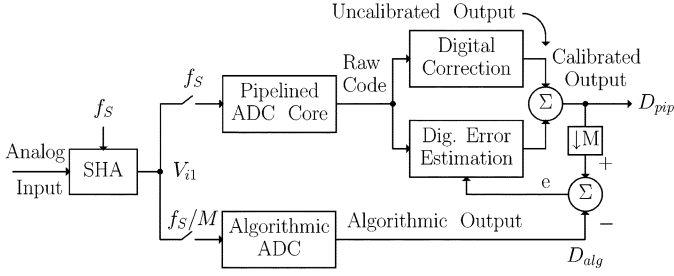 Uncalibrated Output
Digital
Correction
Calibrated
Output
Raw
Code
f_S
Pipelined
ADC Core
Σ
D_pip
f_S
Dig. Error
Estimation
↓M
+
Analog
Input
SHA
V_i1
e
Σ
−
f_S/M
Algorithmic
ADC
Algorithmic Output
D_alg